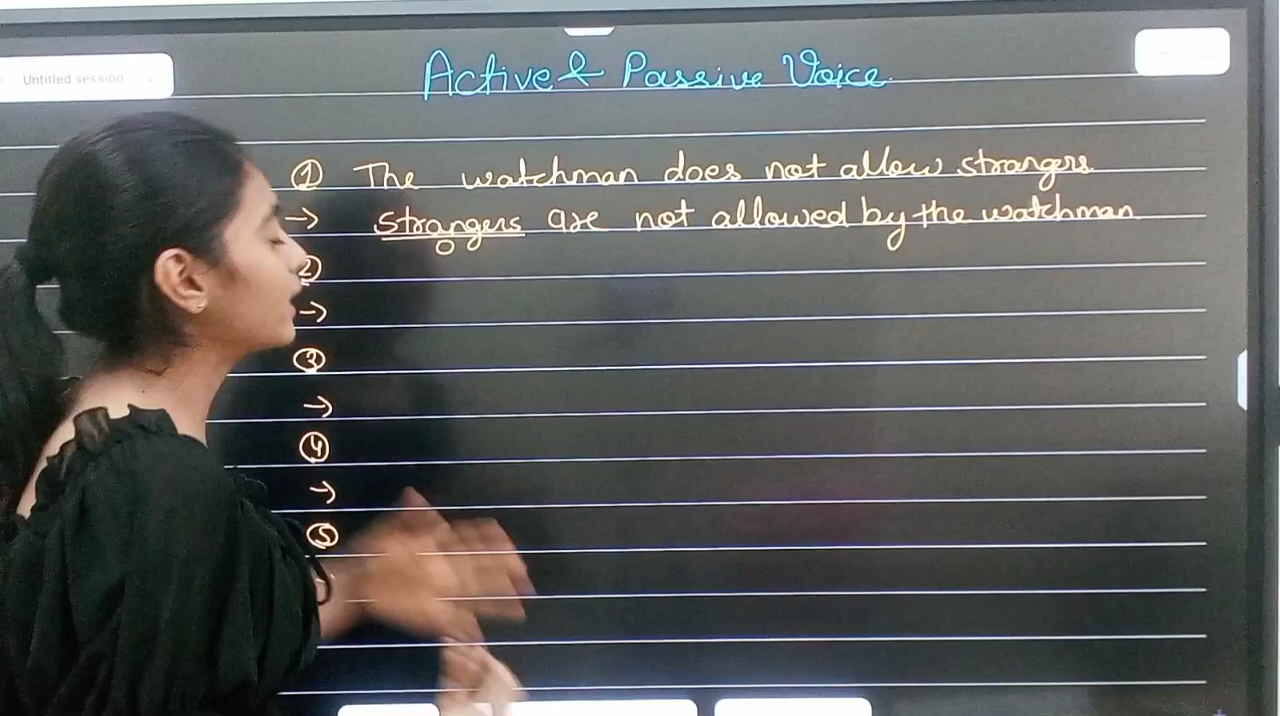 Untitled session
Active & Passive Voice
① The watchman does not allow strangers.
→ strangers are not allowed by the watchman
②
→
③
→
④
→
⑤